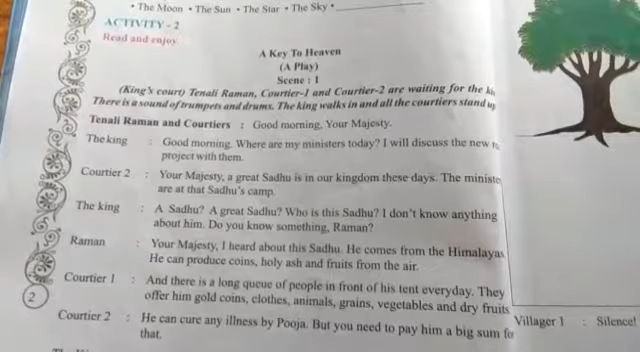 • The Moon • The Sun • The Star • The Sky •
ACTIVITY - 2
Read and enjoy.
A Key To Heaven
(A Play)
Scene : 1
(King's court) Tenali Raman, Courtier-1 and Courtier-2 are waiting for the
There is a sound of trumpets and drums. The king walks in and all the courtiers stand up
Tenali Raman and Courtiers : Good morning, Your Majesty.
The king : Good morning. Where are my ministers today? I will discuss the new
project with them.
Courtier 2 : Your Majesty, a great Sadhu is in our kingdom these days. The
are at that Sadhu's camp.
The king : A Sadhu? A great Sadhu? Who is this Sadhu? I don't know anything
about him. Do you know something, Raman?
Raman : Your Majesty, I heard about this Sadhu. He comes from the Himalayas
He can produce coins, holy ash and fruits from the air.
Courtier 1 : And there is a long queue of people in front of his tent everyday. They
offer him gold coins, clothes, animals, grains, vegetables and dry fruits
Courtier 2 : He can cure any illness by Pooja. But you need to pay him a big sum
that.
2
Villager 1 : Silence!